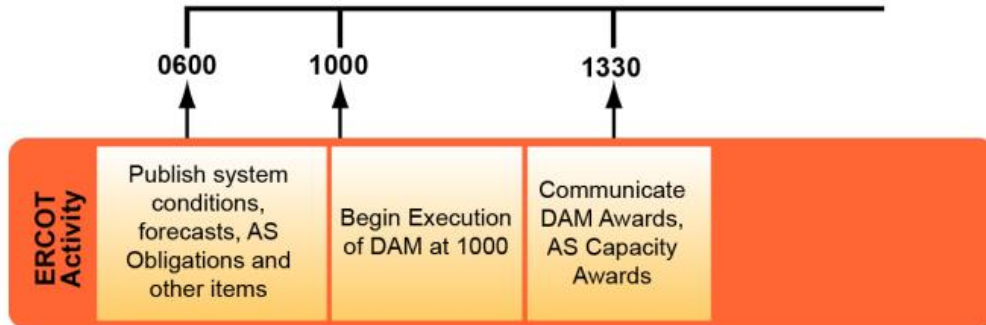 0600
1000
1330
ERCOT
Activity
Publish system
conditions,
forecasts, AS
Obligations and
other items
Begin Execution
of DAM at 1000
Communicate
DAM Awards,
AS Capacity
Awards